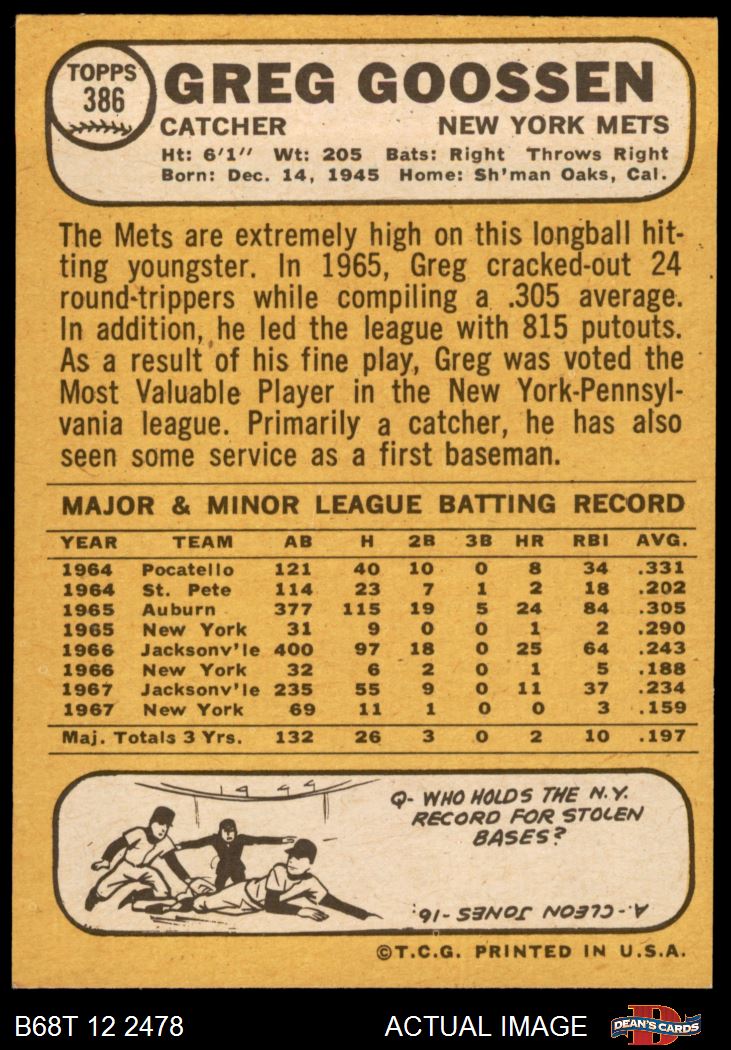 TOPPS
386
GREG GOOSSEN
CATCHER NEW YORK METS
Ht: 6'1" Wt: 205 Bats: Right Throws Right
Born: Dec. 14, 1945 Home: Sh'man Oaks, Cal.
The Mets are extremely high on this longball hit-
ting youngster. In 1965, Greg cracked-out 24
round-trippers while compiling a .305 average.
In addition, he led the league with 815 putouts.
As a result of his fine play, Greg was voted the
Most Valuable Player in the New York-Pennsyl-
vania league. Primarily a catcher, he has also
seen some service as a first baseman.
MAJOR & MINOR LEAGUE BATTING RECORD
YEAR TEAM AB H 2B 3B HR RBI AVG.
1964 Pocatello 121 40 10 0 8 34 .331
1964 St. Pete 114 23 7 1 2 18 .202
1965 Auburn 377 115 19 5 24 84 .305
1965 New York 31 9 0 0 1 2 .290
1966 Jacksonv'le 400 97 18 0 25 64 .243
1966 New York 32 6 2 0 1 5 .188
1967 Jacksonv'le 235 55 9 0 11 37 .234
1967 New York 69 11 1 0 0 3 .159
Maj. Totals 3 Yrs. 132 26 3 0 2 10 .197
Q- WHO HOLDS THE N.Y.
RECORD FOR STOLEN
BASES?
A- CLEON JONES -16.
©T.C.G. PRINTED IN U.S.A.
B68T 12 2478 ACTUAL IMAGE DEAN'S CARDS